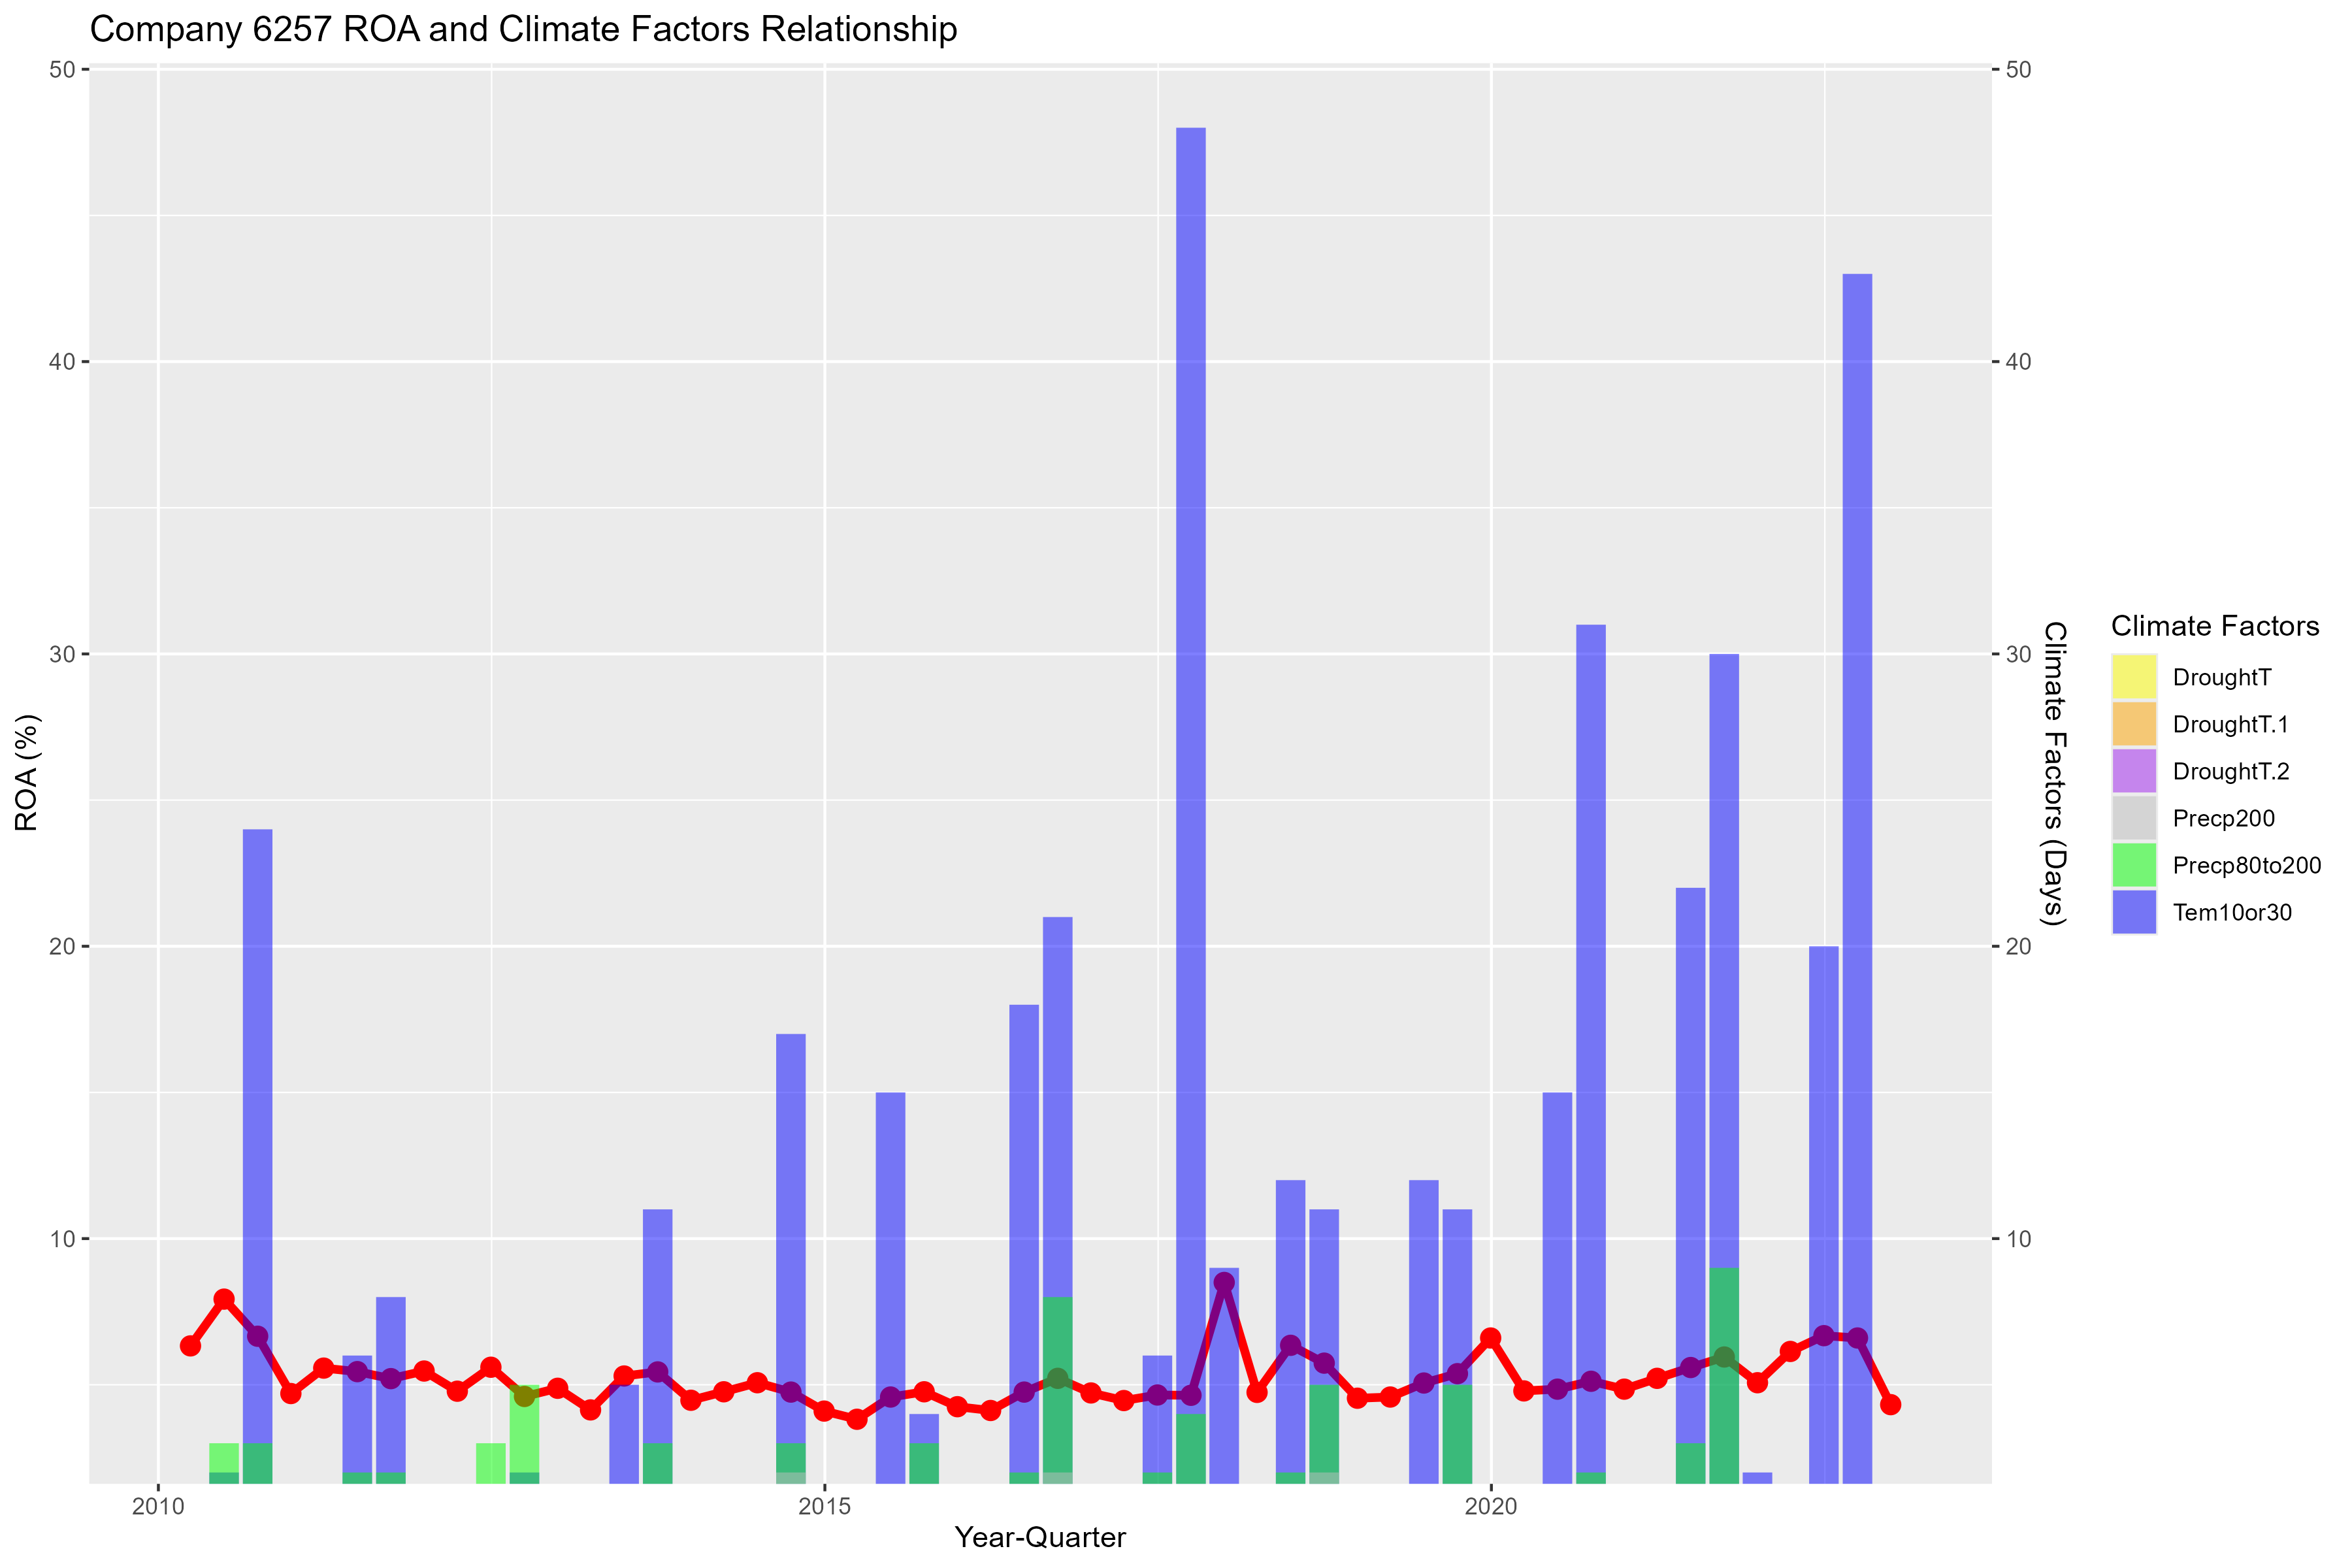 Company 6257 ROA and Climate Factors Relationship
50
40
30
20
10
ROA (%)
50
40
30
20
10
Climate Factors (Days)
2010
2015
2020
Year-Quarter
Climate Factors
DroughtT
DroughtT.1
DroughtT.2
Precp200
Precp80to200
Tem10or30